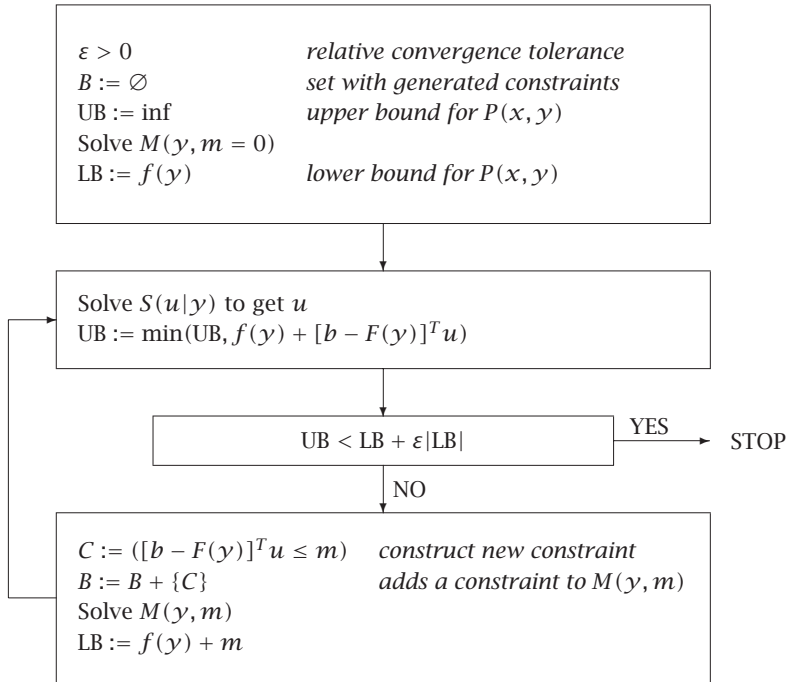 ε > 0 relative convergence tolerance
B := ∅ set with generated constraints
UB := inf upper bound for P(x, y)
Solve M(y, m = 0)
LB := f(y) lower bound for P(x, y)
Solve S(u|y) to get u
UB := min(UB, f(y) + [b − F(y)]ᵀu)
UB < LB + ε|LB|
YES
STOP
NO
C := ([b − F(y)]ᵀu ≤ m) construct new constraint
B := B + {C} adds a constraint to M(y, m)
Solve M(y, m)
LB := f(y) + m